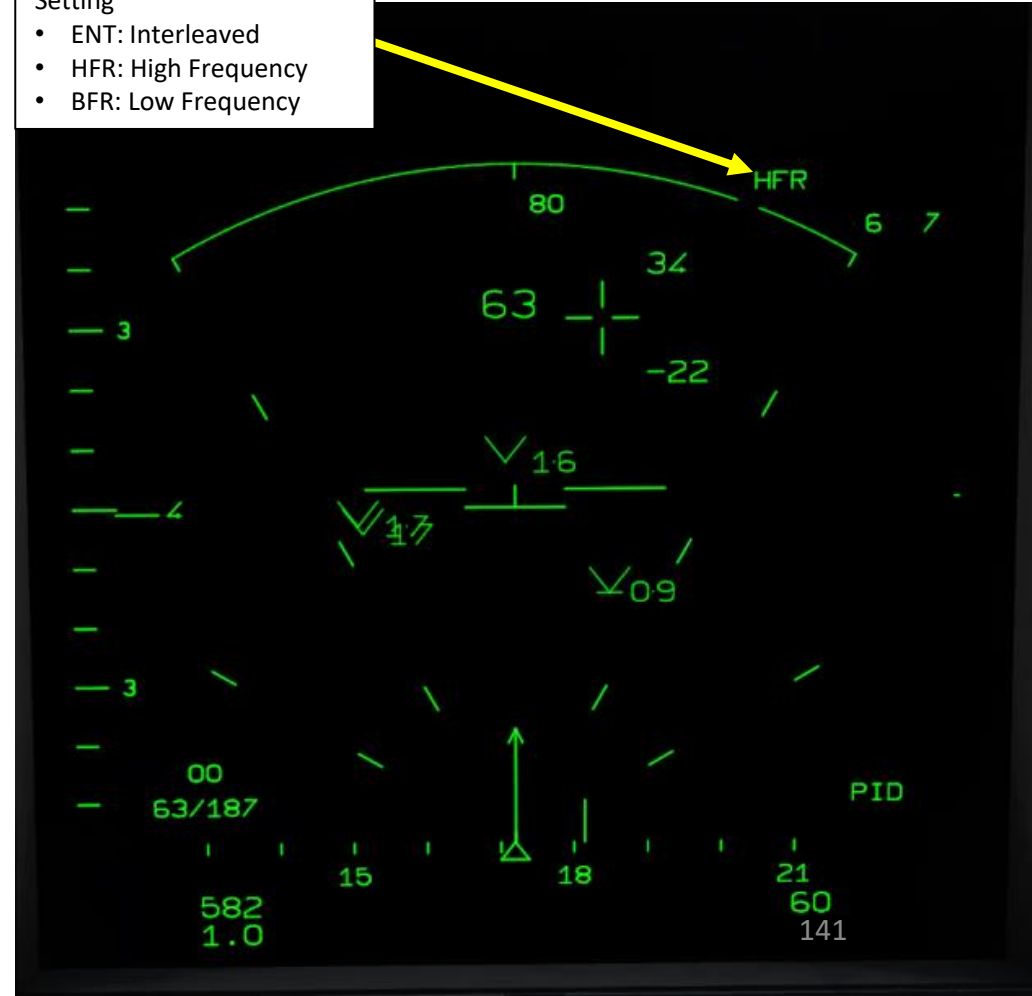 Setting
• ENT: Interleaved
• HFR: High Frequency
• BFR: Low Frequency
HFR
80
6 7
34
63
3
-22
1.6
4
1.7
0.9
3
00
63/187
PID
15 18 21
582
60
1.0
141